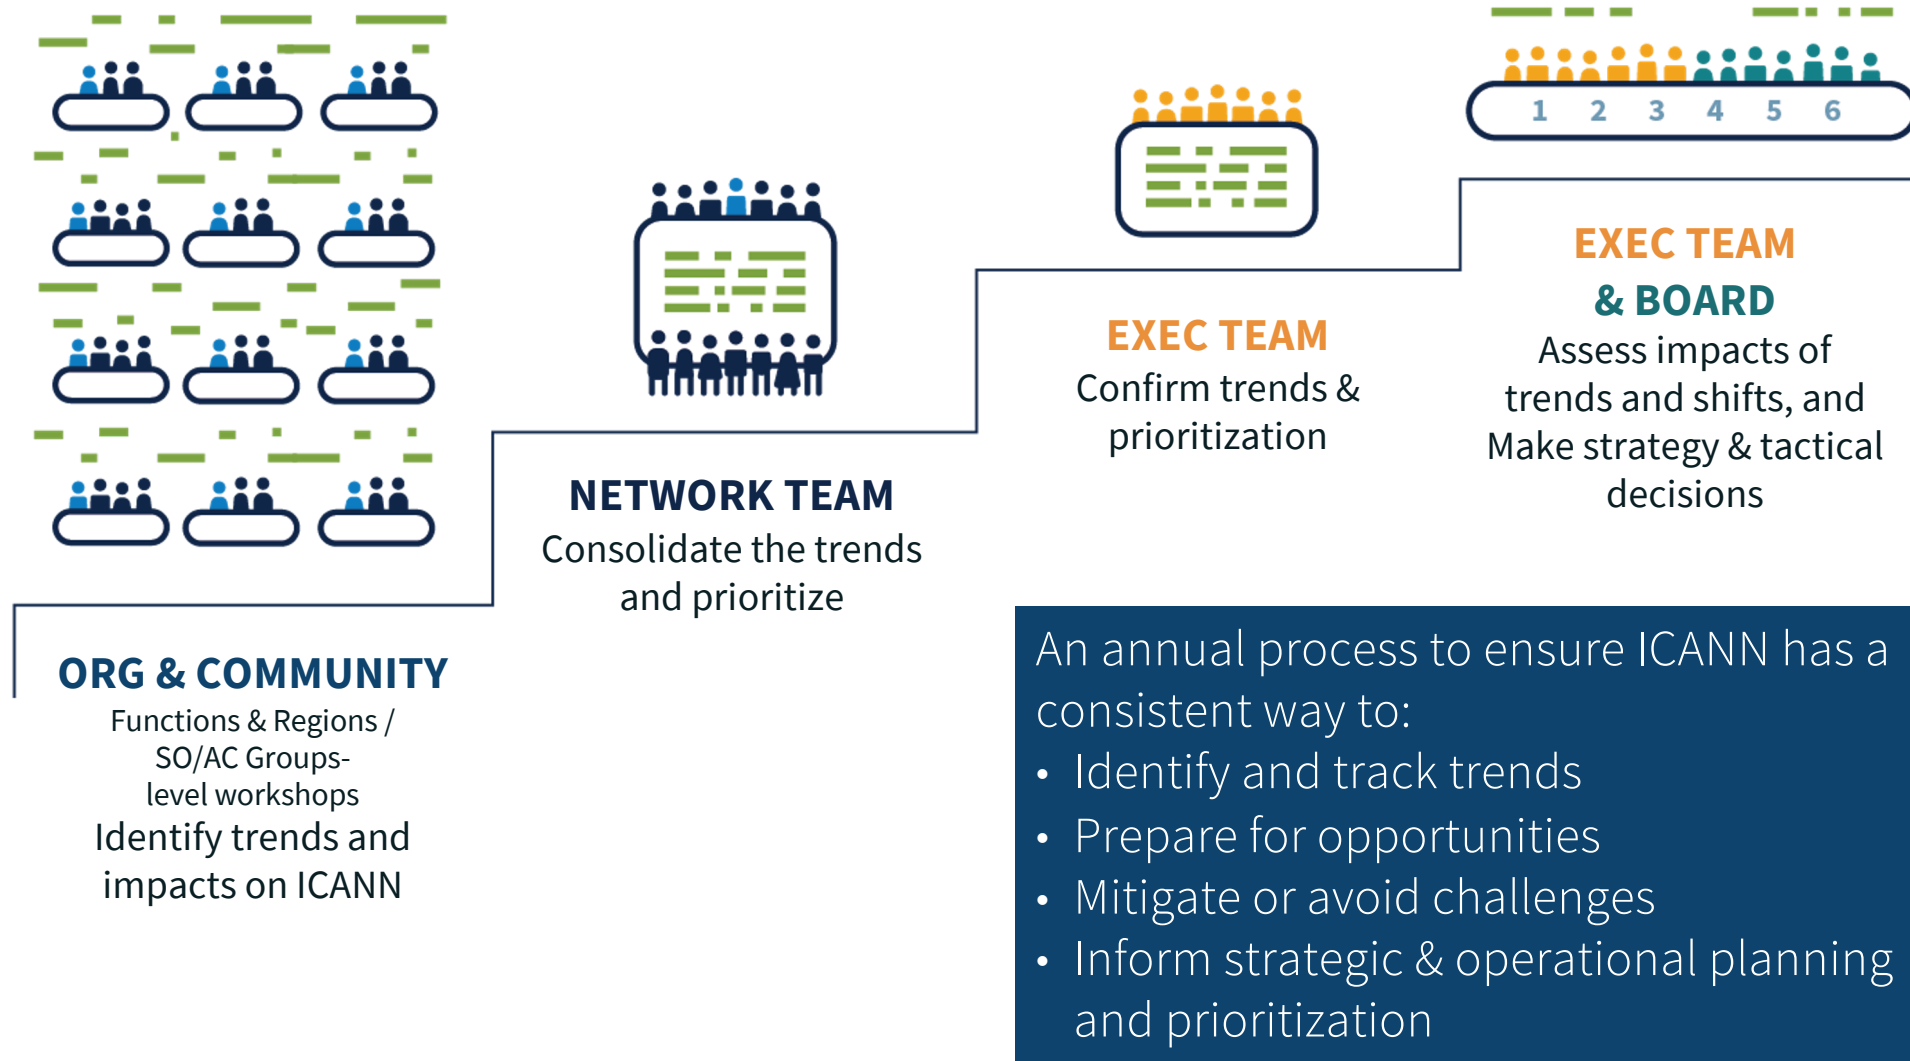 1 2 3 4 5 6
ORG & COMMUNITY
Functions & Regions /
SO/AC Groups-
level workshops
Identify trends and
impacts on ICANN
NETWORK TEAM
Consolidate the trends
and prioritize
EXEC TEAM
Confirm trends &
prioritization
EXEC TEAM
& BOARD
Assess impacts of
trends and shifts, and
Make strategy & tactical
decisions
An annual process to ensure ICANN has a
consistent way to:
• Identify and track trends
• Prepare for opportunities
• Mitigate or avoid challenges
• Inform strategic & operational planning
and prioritization